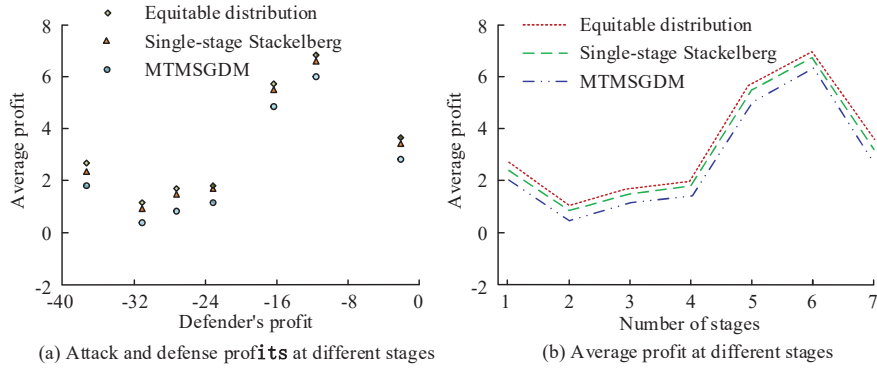 Equitable distribution
Single-stage Stackelberg
MTMSGDM
Average profit
8
6
4
2
0
-2
-40
-32
-24
-16
-8
0
Defender's profit
(a) Attack and defense profits at different stages
Equitable distribution
Single-stage Stackelberg
MTMSGDM
Average profit
8
6
4
2
0
-2
1
2
3
4
5
6
7
Number of stages
(b) Average profit at different stages